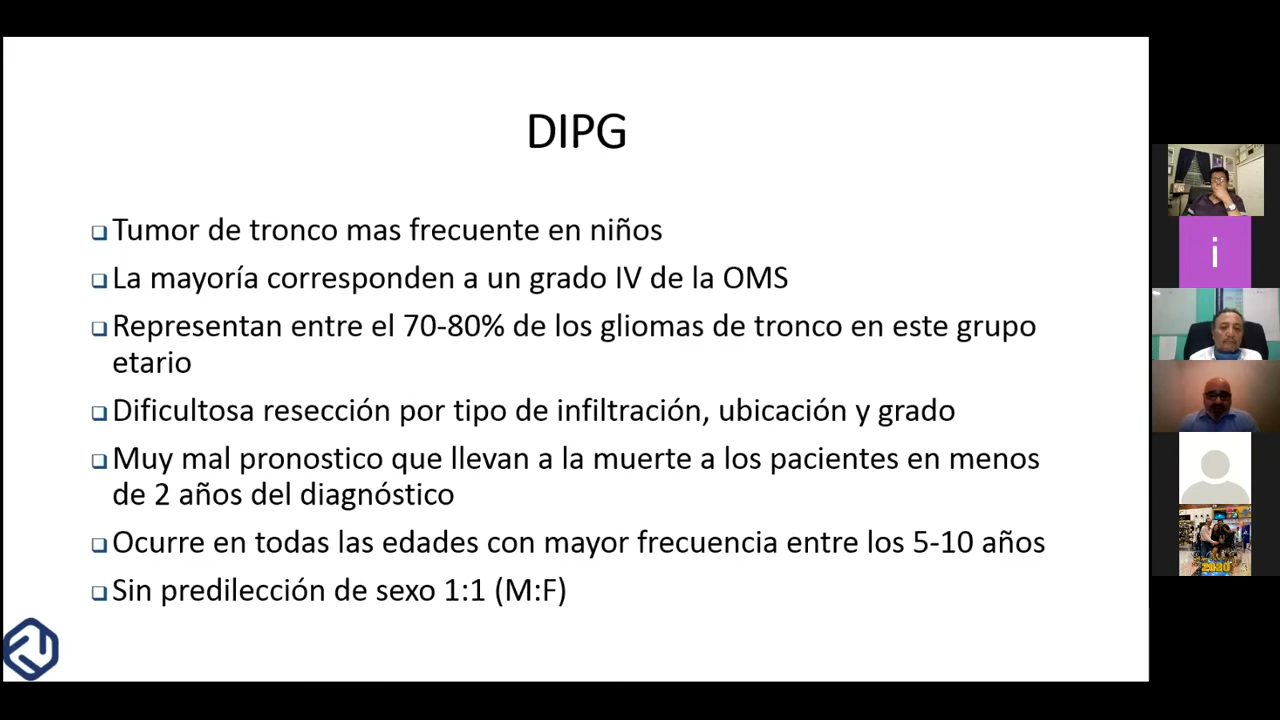 DIPG
Tumor de tronco mas frecuente en niños
La mayoría corresponden a un grado IV de la OMS
Representan entre el 70-80% de los gliomas de tronco en este grupo
etario
Dificultosa resección por tipo de infiltración, ubicación y grado
Muy mal pronostico que llevan a la muerte a los pacientes en menos
de 2 años del diagnóstico
Ocurre en todas las edades con mayor frecuencia entre los 5-10 años
Sin predilección de sexo 1:1 (M:F)
i
2020